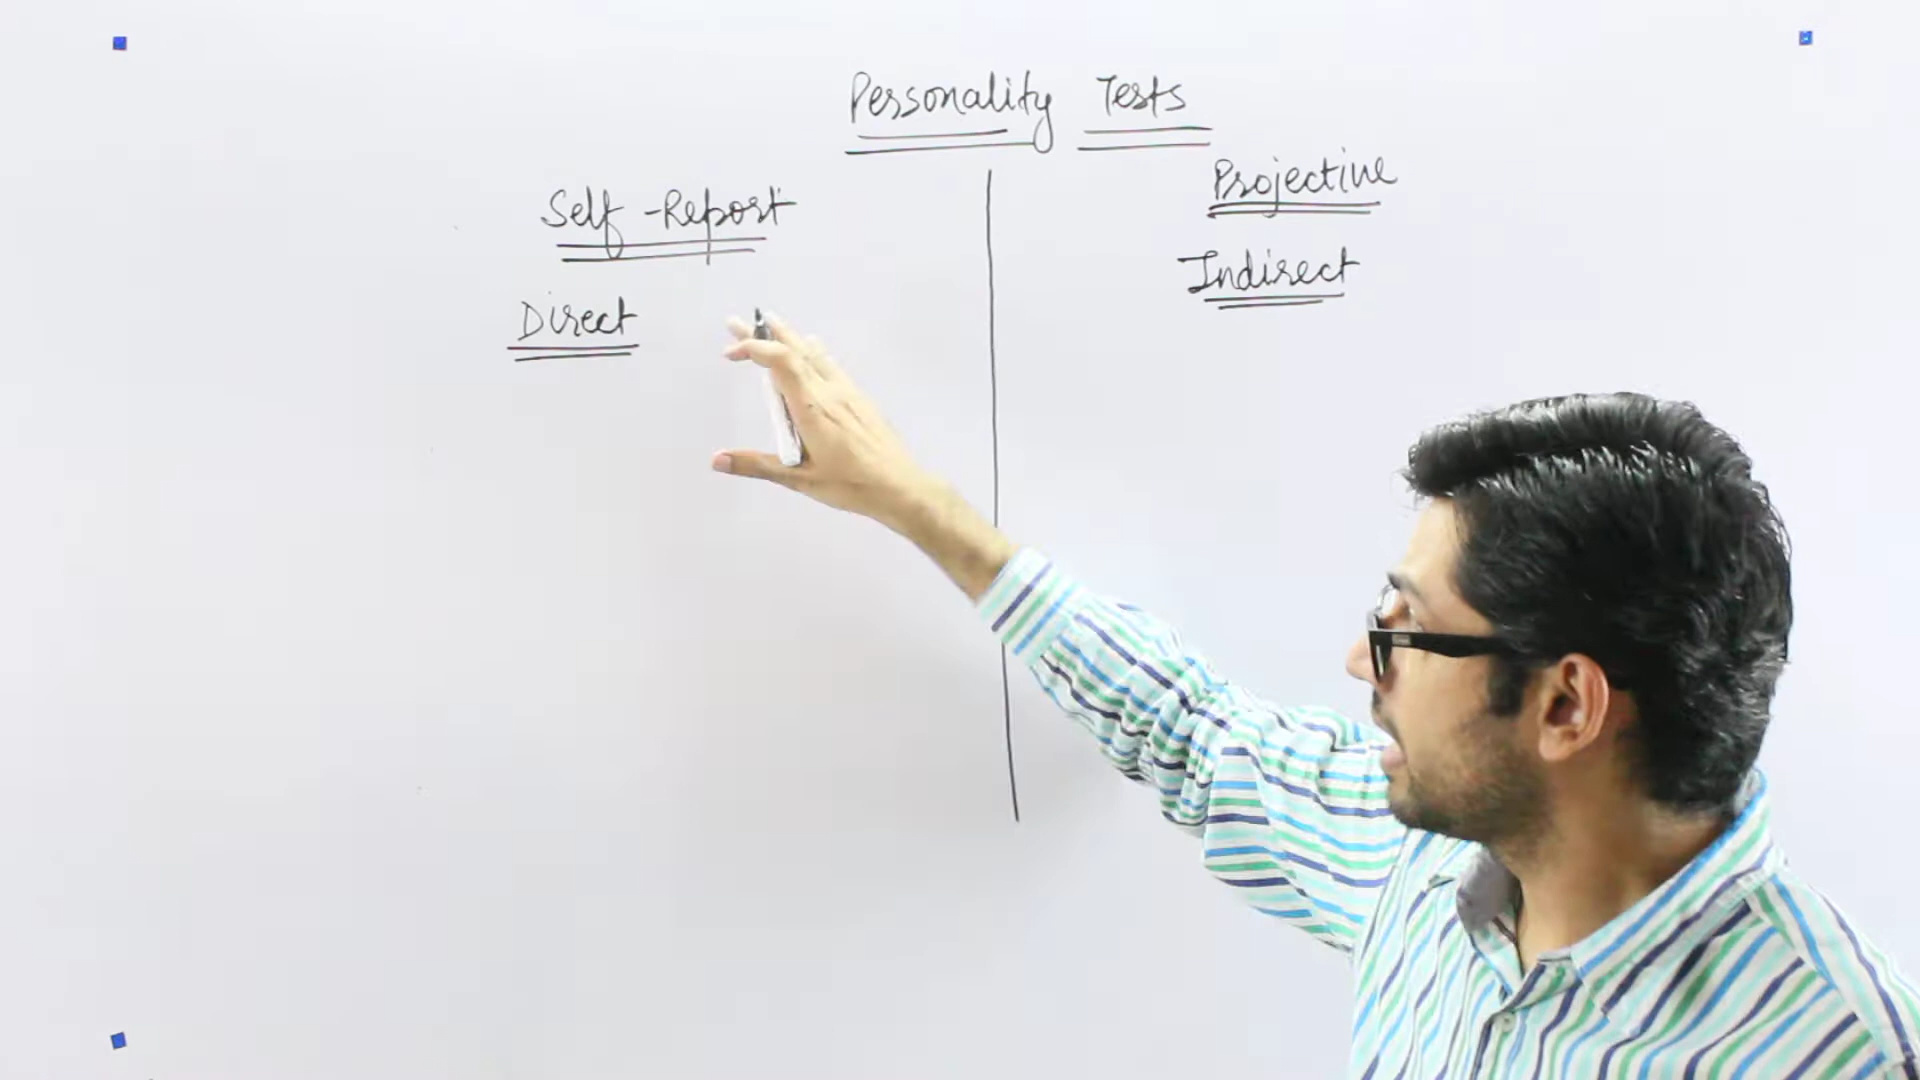 Personality Tests
Self-Report
Direct
Projective
Indirect